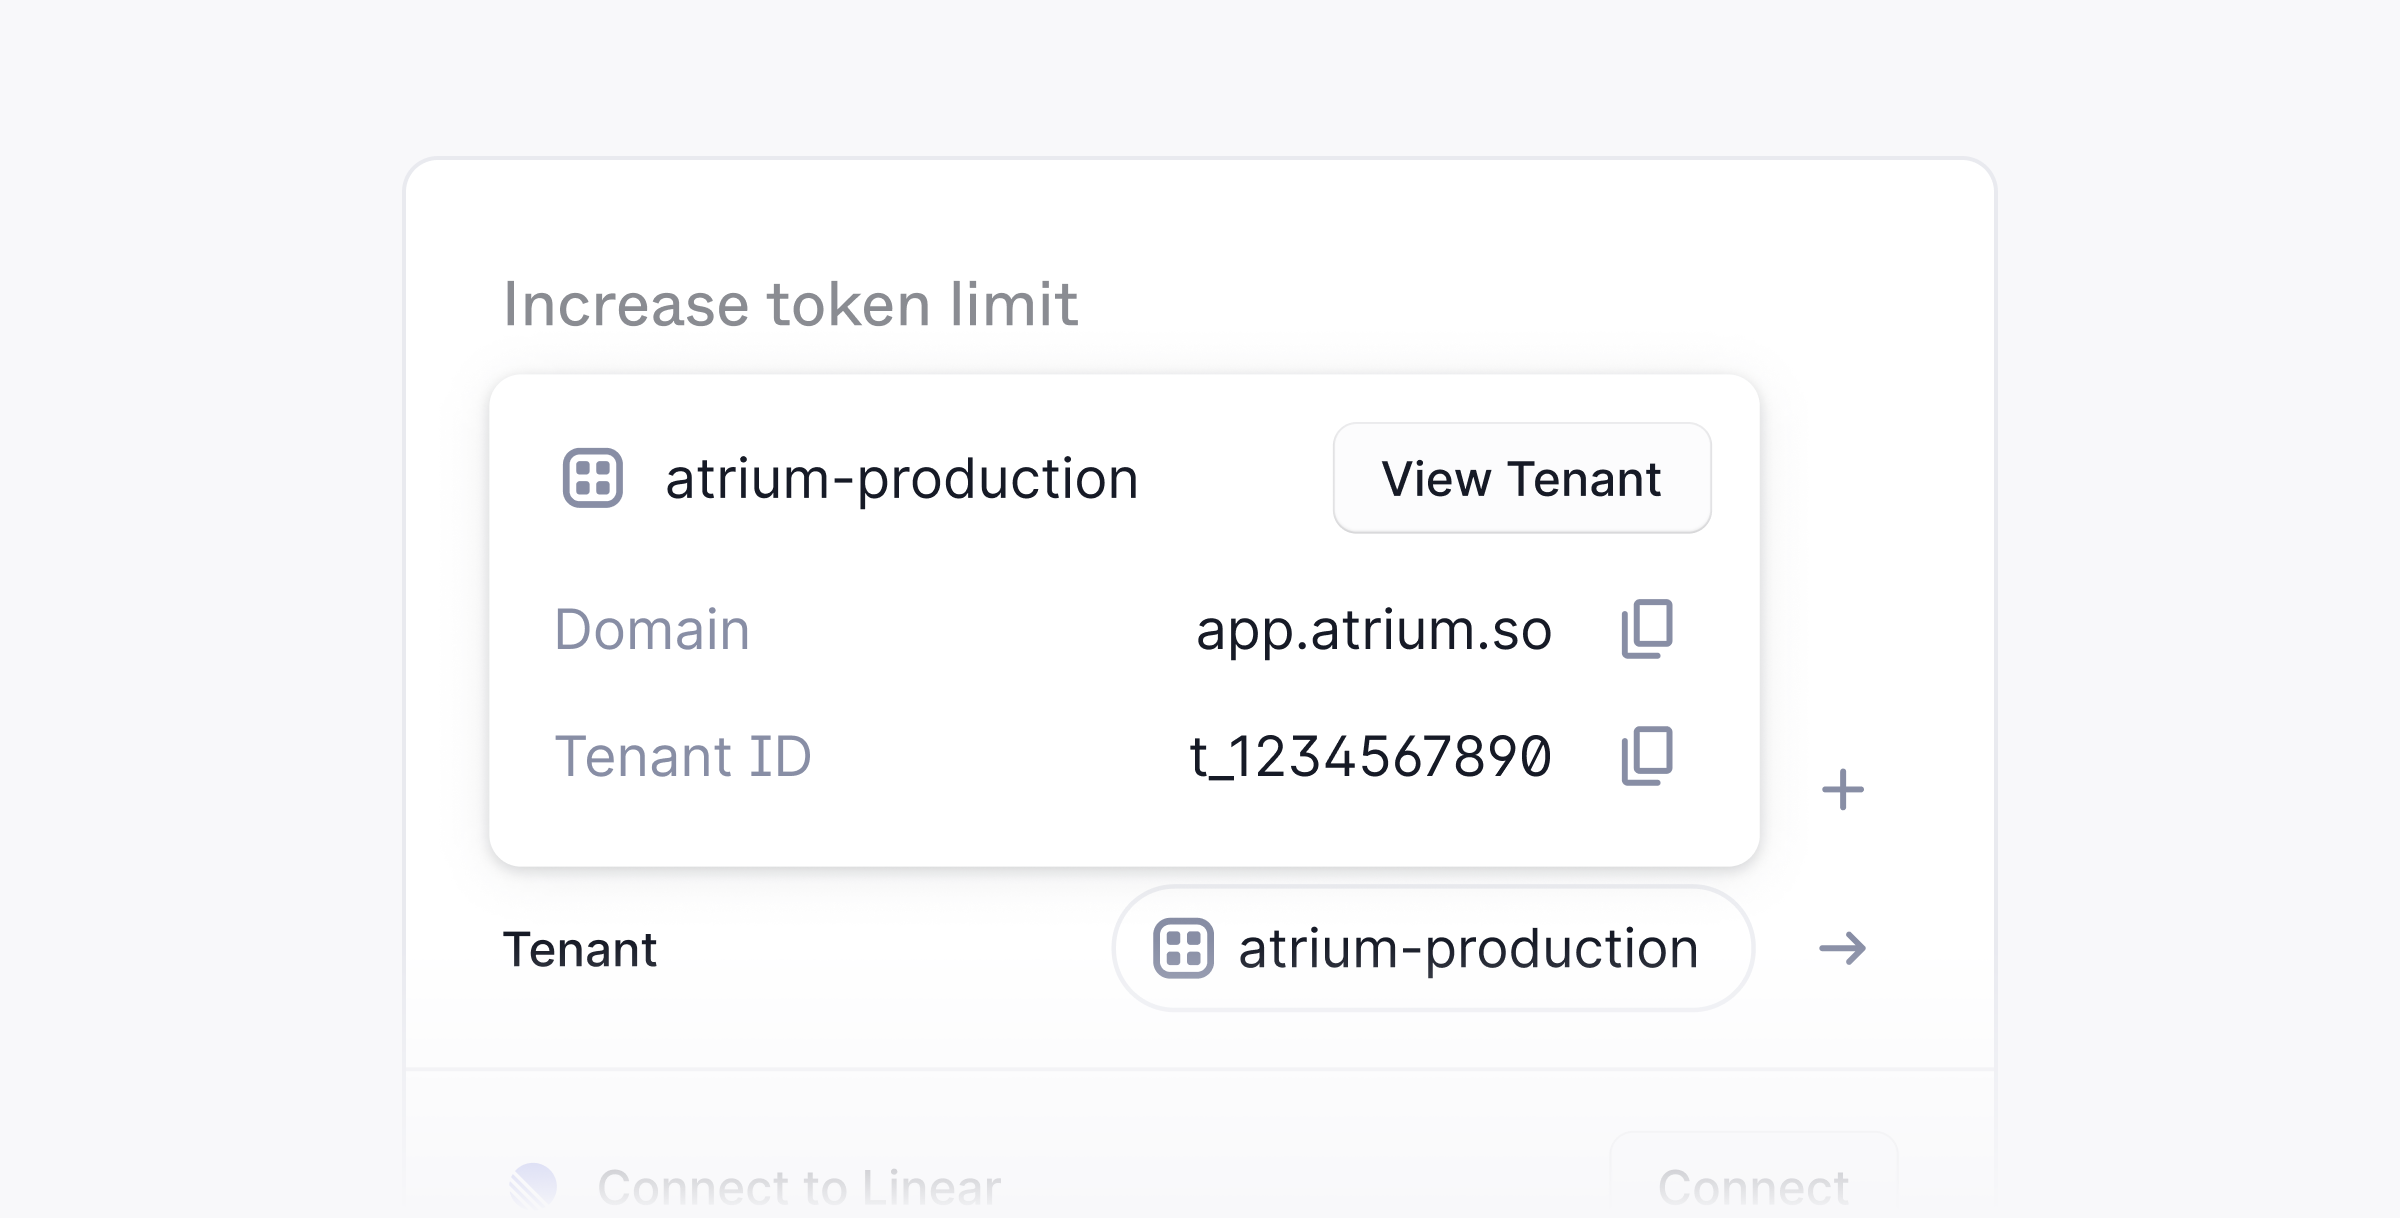 Increase token limit
atrium-production
View Tenant
Domain
app.atrium.so
Tenant ID
t_1234567890
Tenant
atrium-production
Connect to Linear
Connect